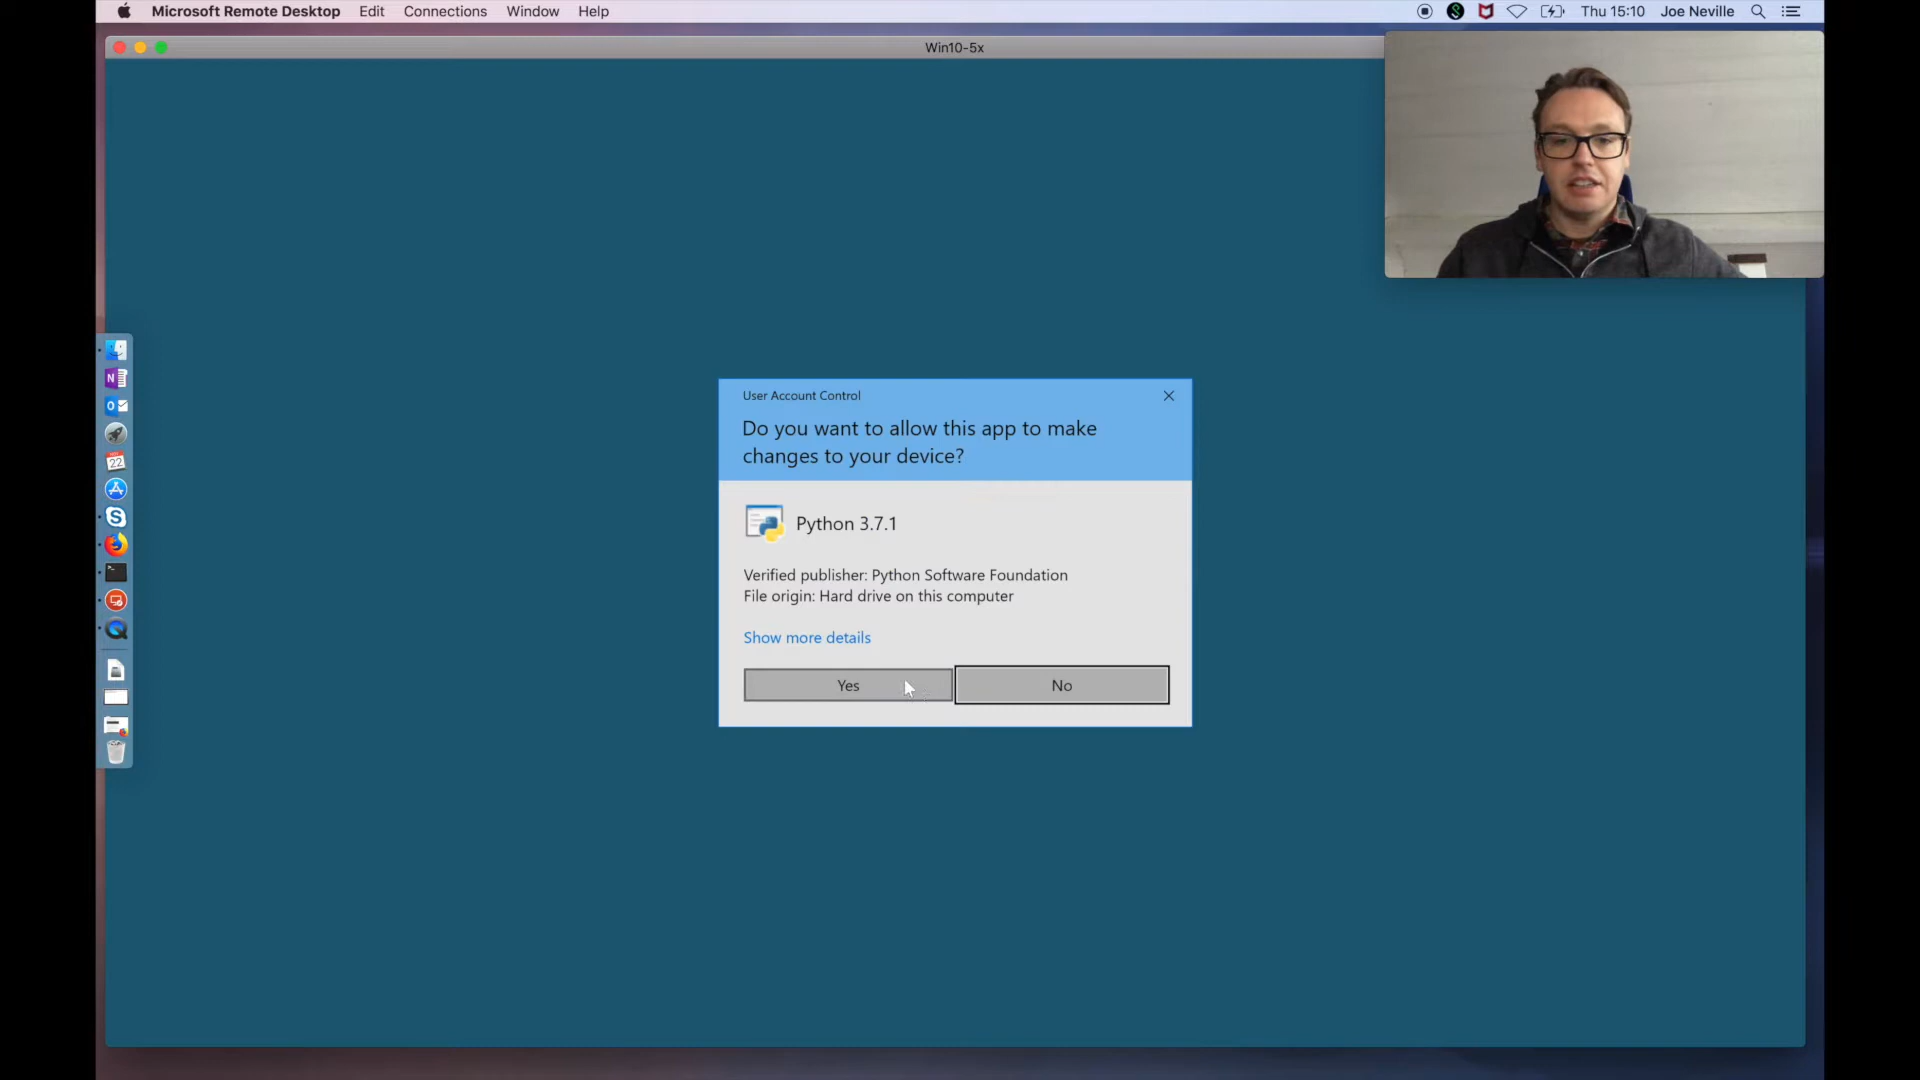 Microsoft Remote Desktop Edit Connections Window Help Thu 15:10 Joe Neville
Win10-5x
User Account Control
Do you want to allow this app to make
changes to your device?
Python 3.7.1
Verified publisher: Python Software Foundation
File origin: Hard drive on this computer
Show more details
Yes No
22